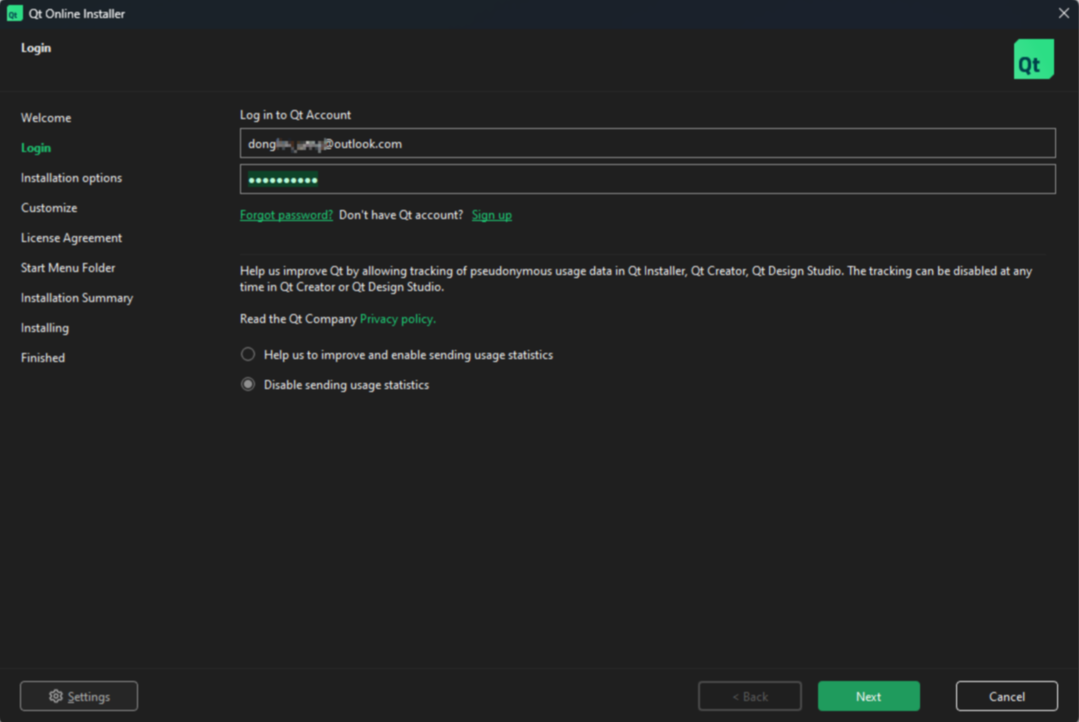 Qt Online Installer
Login
Qt
Welcome
Login
Installation options
Customize
License Agreement
Start Menu Folder
Installation Summary
Installing
Finished
Log in to Qt Account
dong @outlook.com
••••••••••
Forgot password? Don't have Qt account? Sign up
Help us improve Qt by allowing tracking of pseudonymous usage data in Qt Installer, Qt Creator, Qt Design Studio. The tracking can be disabled at any
time in Qt Creator or Qt Design Studio.
Read the Qt Company Privacy policy.
Help us to improve and enable sending usage statistics
Disable sending usage statistics
Settings
< Back
Next
Cancel